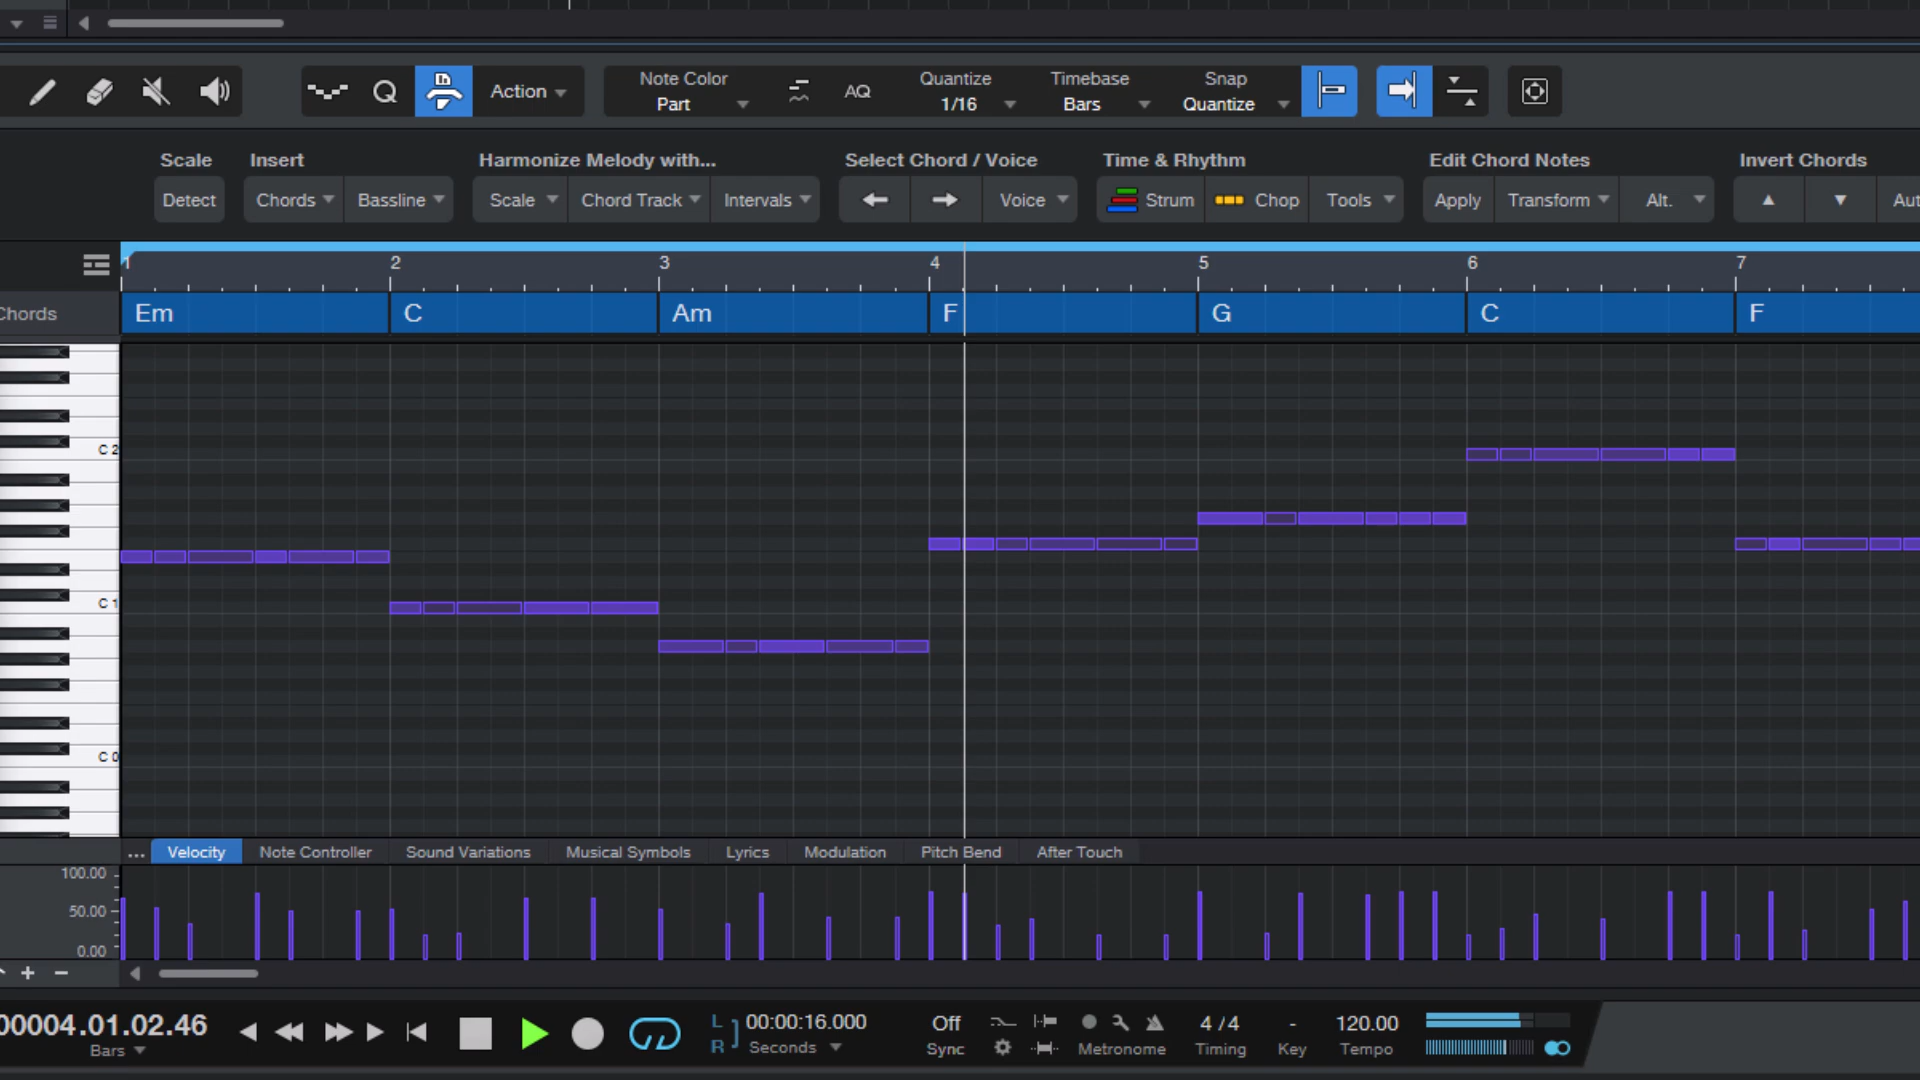 Q
Action
Note Color
Part
AQ
Quantize
1/16
Timebase
Bars
Snap
Quantize
Scale
Insert
Harmonize Melody with...
Select Chord / Voice
Time & Rhythm
Edit Chord Notes
Invert Chords
Detect
Chords
Bassline
Scale
Chord Track
Intervals
Voice
Strum
Chop
Tools
Apply
Transform
Alt.
Aut
1 2 3 4 5 6 7
Chords Em C Am F G C F
C 2
C 1
C 0
... Velocity Note Controller Sound Variations Musical Symbols Lyrics Modulation Pitch Bend After Touch
100.00
50.00
0.00
+ −
00004.01.02.46
Bars
L
R
00:00:16.000
Seconds
Off
Sync
Metronome
4 / 4
Timing
-
Key
120.00
Tempo